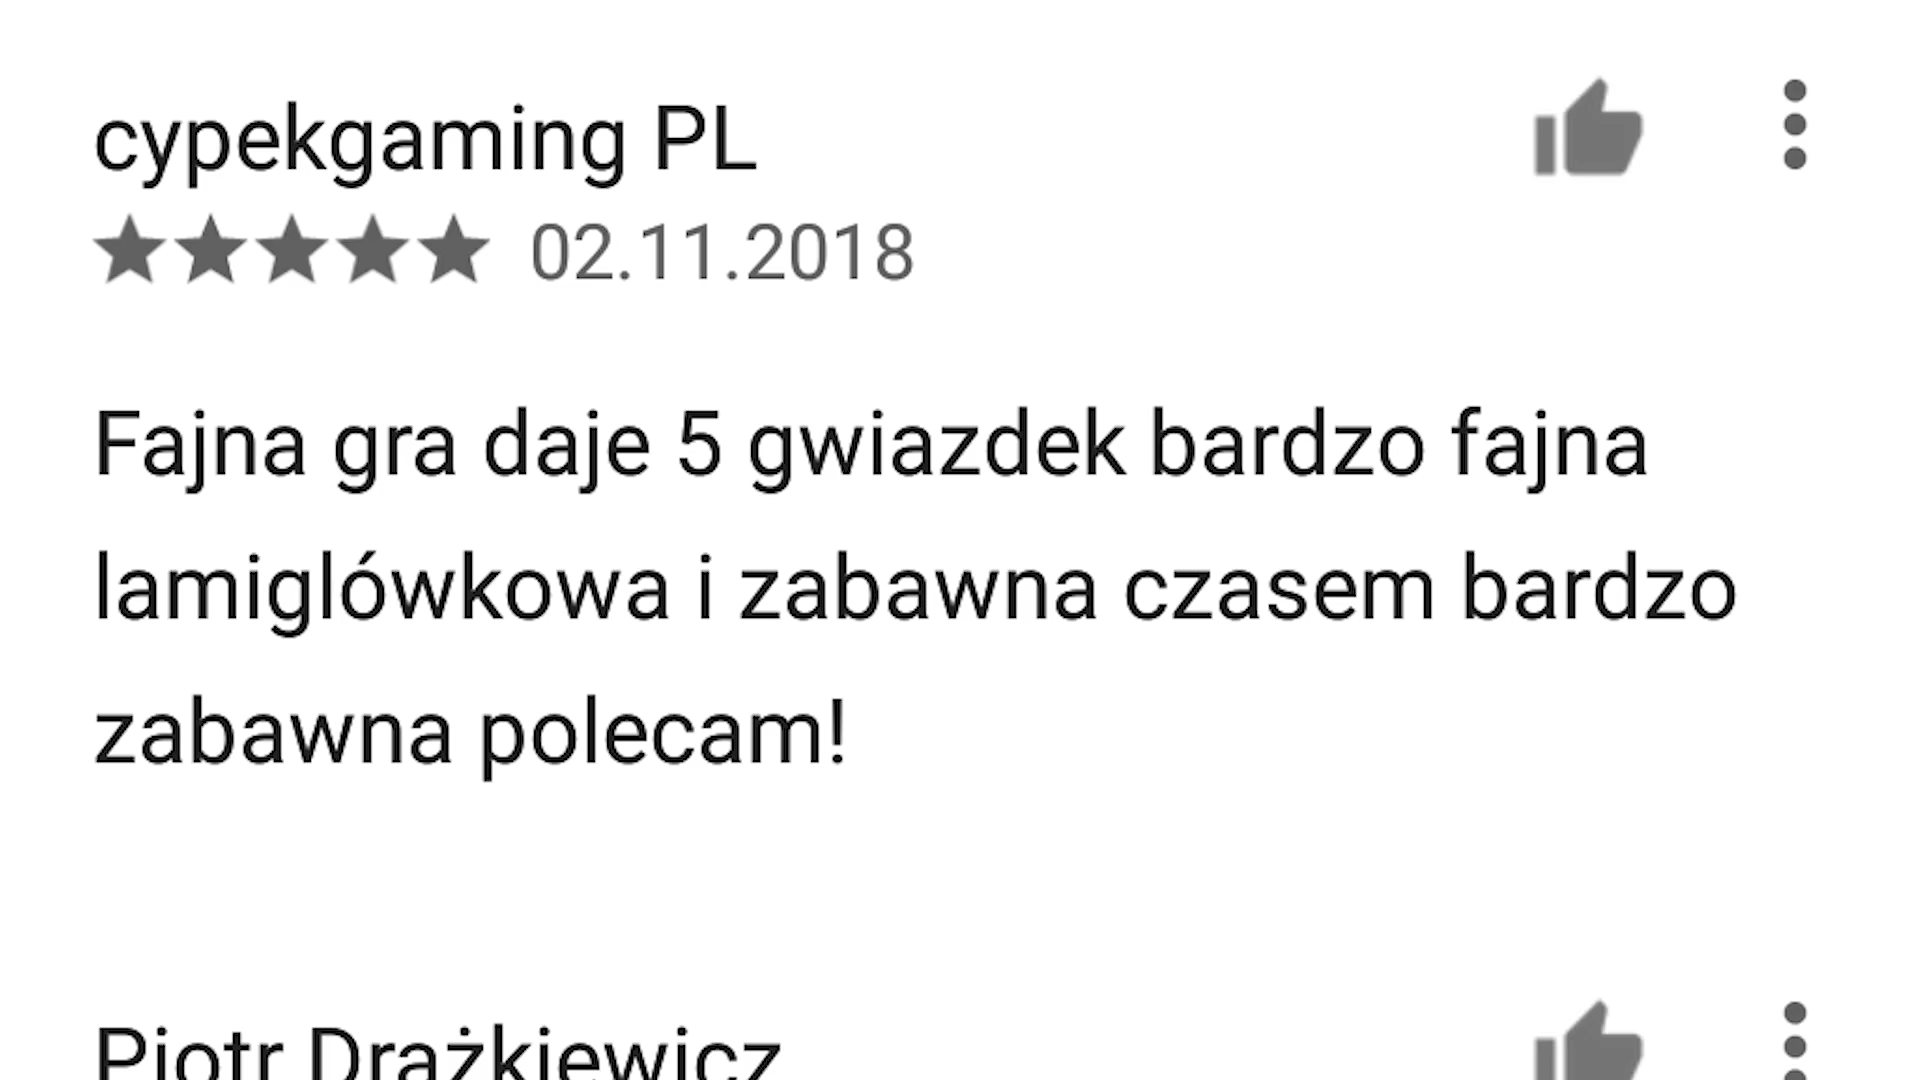 cypekgaming PL
02.11.2018
Fajna gra daje 5 gwiazdek bardzo fajna
lamiglówkowa i zabawna czasem bardzo
zabawna polecam!
Piotr Drążkiewicz